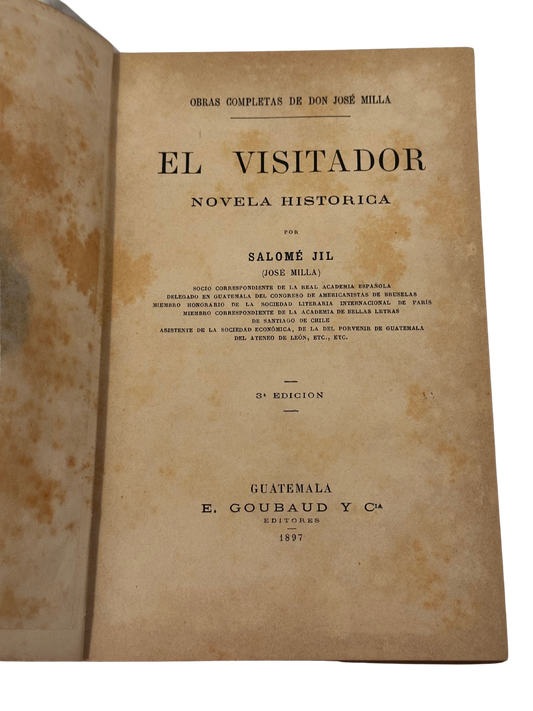 OBRAS COMPLETAS DE DON JOSÉ MILLA
EL VISITADOR
NOVELA HISTORICA
POR
SALOMÉ JIL
(JOSÉ MILLA)
SOCIO CORRESPONDIENTE DE LA REAL ACADEMIA ESPAÑOLA
DELEGADO EN GUATEMALA DEL CONGRESO DE AMERICANISTAS DE BRUSELAS
MIEMBRO HONORARIO DE LA SOCIEDAD LITERARIA INTERNACIONAL DE PARÍS
MIEMBRO CORRESPONDIENTE DE LA ACADEMIA DE BELLAS LETRAS
DE SANTIAGO DE CHILE
ASISTENTE DE LA SOCIEDAD ECONÓMICA, DE LA DEL PORVENIR DE GUATEMALA
DEL ATENEO DE LEÓN, ETC., ETC.
3ª EDICION
GUATEMALA
E. GOUBAUD Y Cᴵᴬ
EDITORES
1897